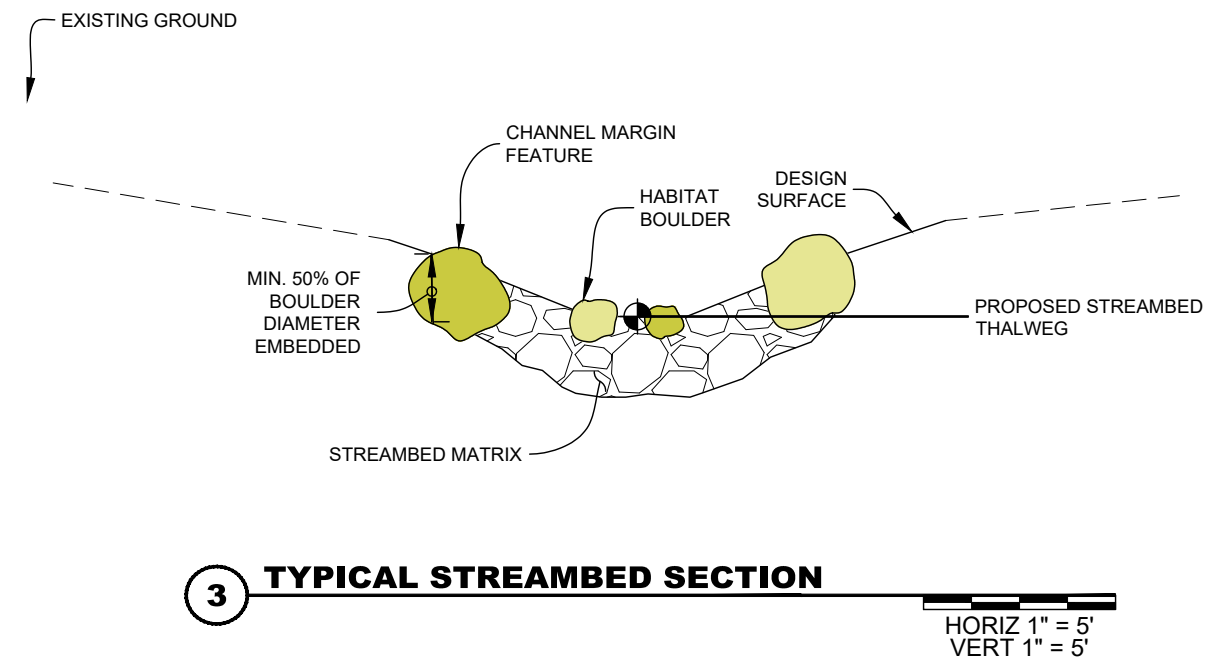 EXISTING GROUND
CHANNEL MARGIN
FEATURE
HABITAT
BOULDER
DESIGN
SURFACE
MIN. 50% OF
BOULDER
DIAMETER
EMBEDDED
PROPOSED STREAMBED
THALWEG
STREAMBED MATRIX
3
TYPICAL STREAMBED SECTION
HORIZ 1" = 5'
VERT 1" = 5'